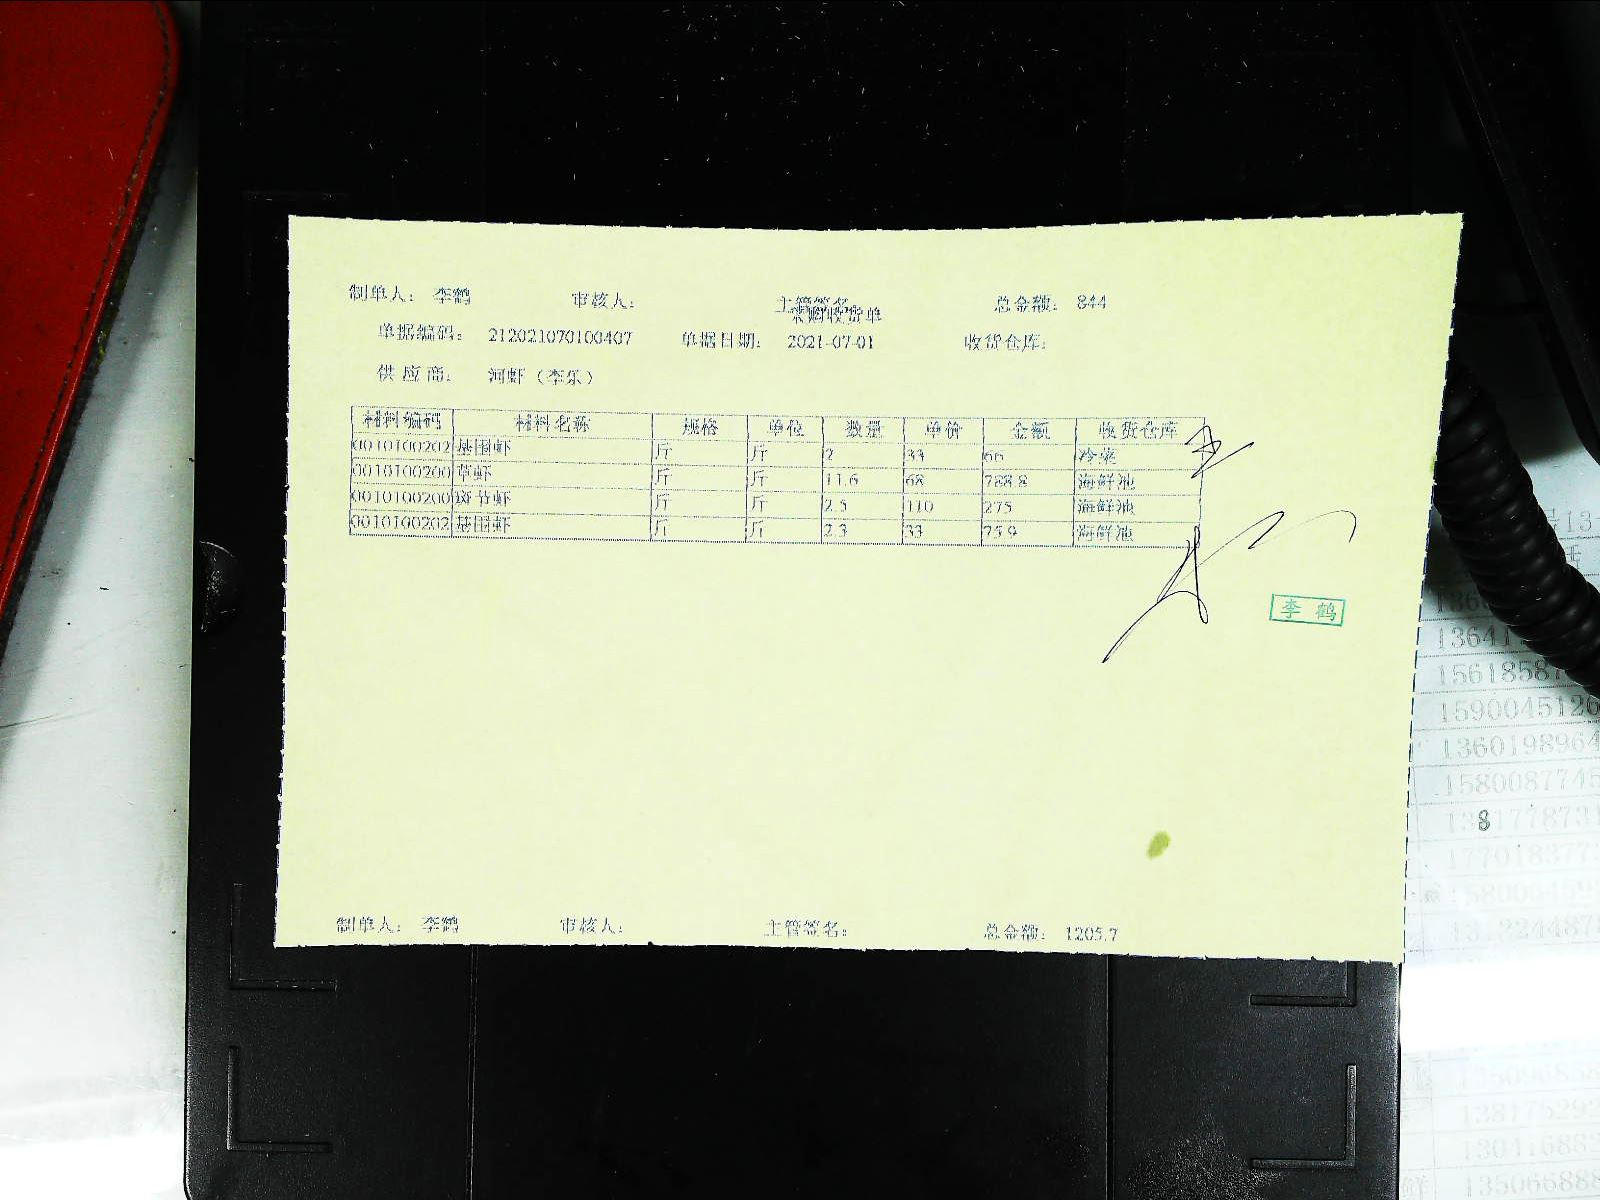 制单人： 李鹤 审核人： 主管签名 总金额： 844
采购收货单
单据编码： 212021070100407 单据日期： 2021-07-01 收货仓库：
供应商： 河虾（李乐）
材料编码 材料名称 规格 单位 数量 单价 金额 收货仓库
0010100202 基围虾 斤 斤 2 33 66 冷菜
0010100200 草虾 斤 斤 11.6 68 788.8 海鲜池
0010100200 斑节虾 斤 斤 2.5 110 275 海鲜池
0010100202 基围虾 斤 斤 2.3 33 75.9 海鲜池
李鹤
制单人： 李鹤 审核人： 主管签名： 总金额： 1205.7
1590045126
1360198964
1580087745